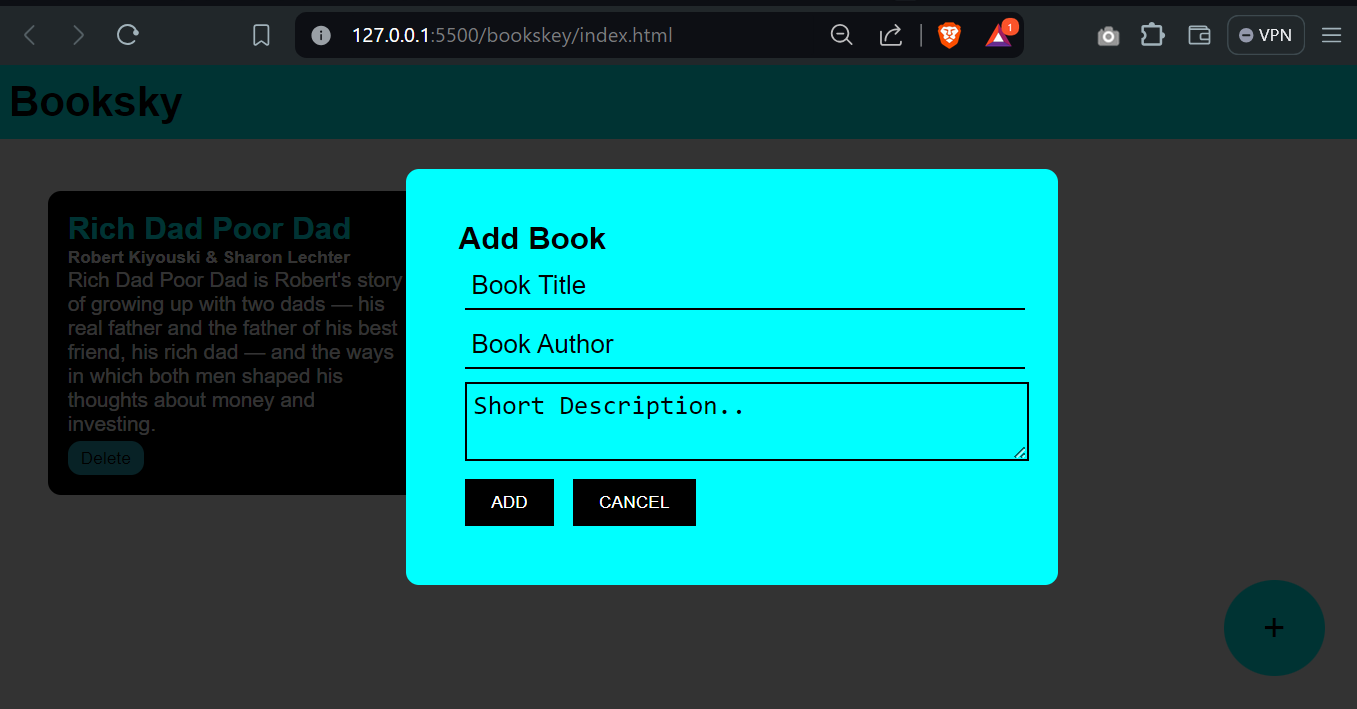 127.0.0.1:5500/bookskey/index.html
1
VPN
Booksky
Rich Dad Poor Dad
Robert Kiyouski & Sharon Lechter
Rich Dad Poor Dad is Robert's story
of growing up with two dads — his
real father and the father of his best
friend, his rich dad — and the ways
in which both men shaped his
thoughts about money and
investing.
Delete
Add Book
Book Title
Book Author
Short Description..
ADD CANCEL
+